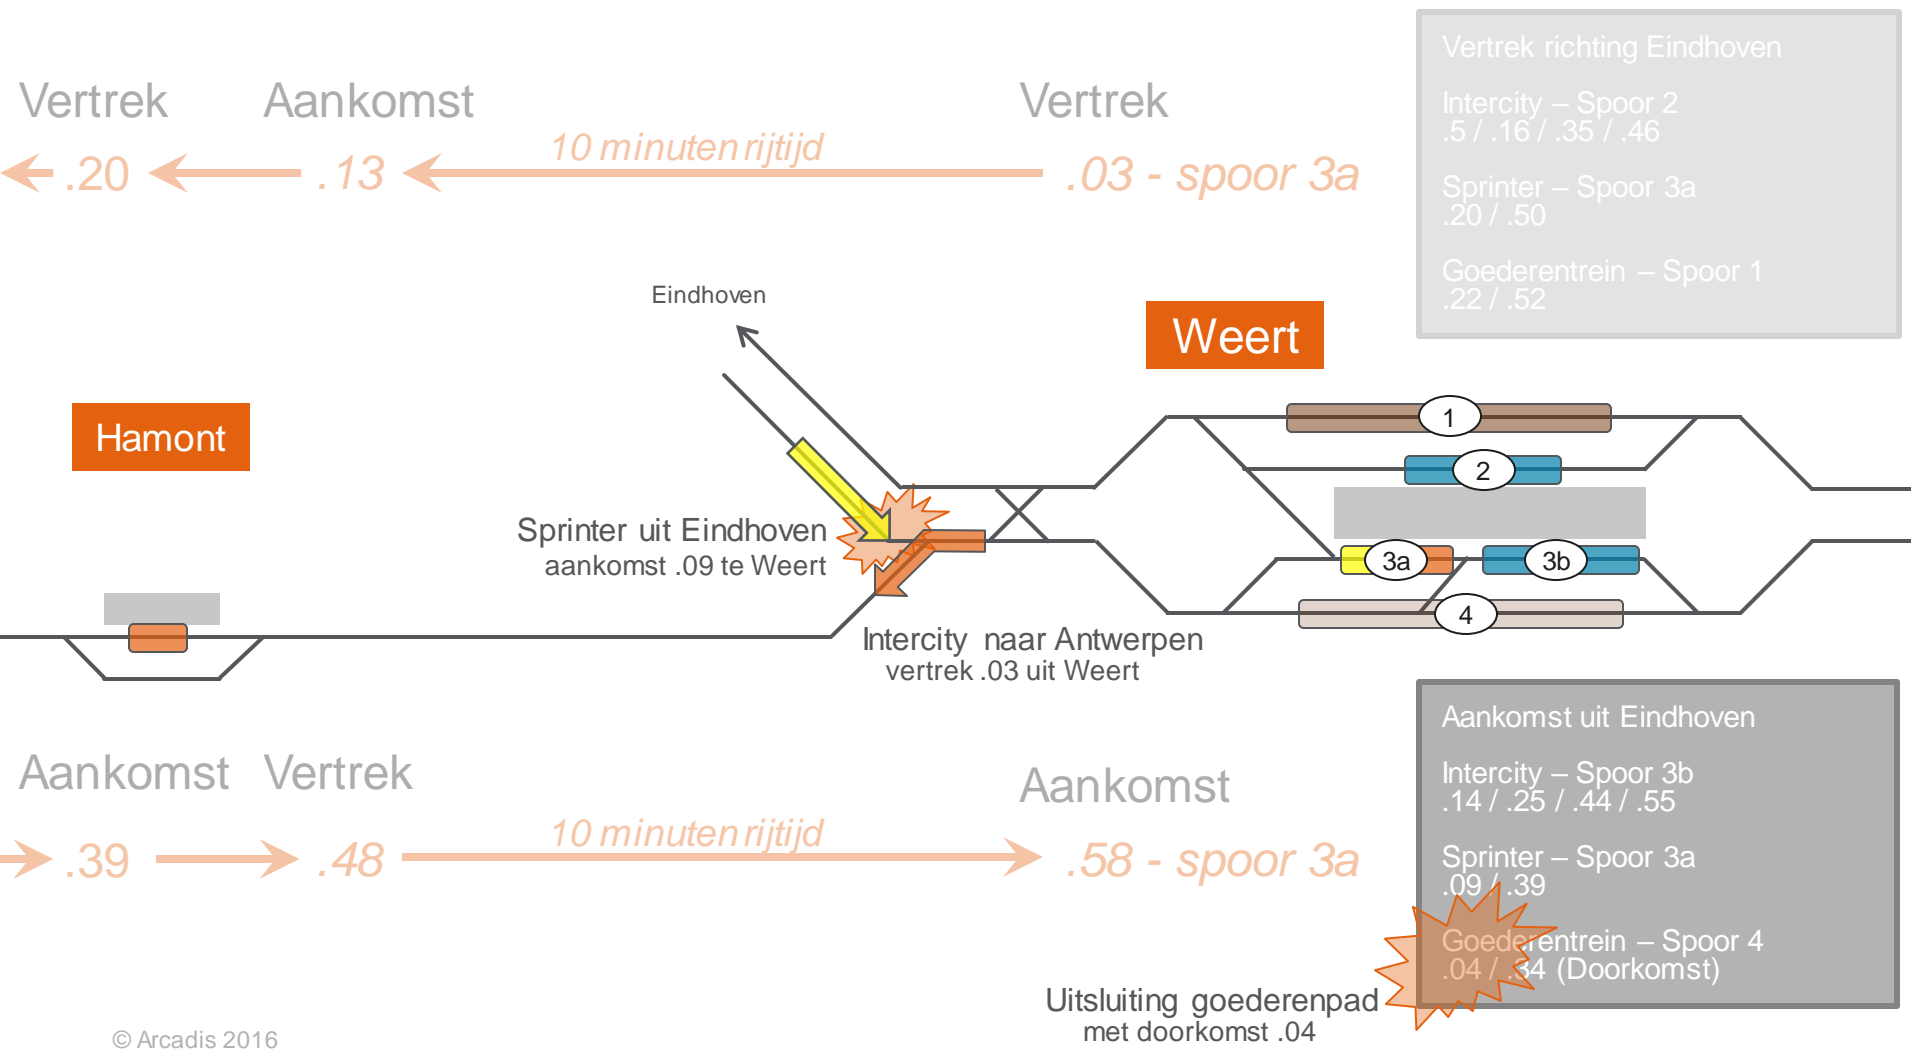 Vertrek richting Eindhoven
Intercity – Spoor 2
.5 / .16 / .35 / .46
Sprinter – Spoor 3a
.20 / .50
Goederentrein – Spoor 1
.22 / .52
Vertrek
Aankomst
Vertrek
.20
.13
10 minuten rijtijd
.03 - spoor 3a
Eindhoven
Weert
Hamont
1
2
3a
3b
4
Sprinter uit Eindhoven
aankomst .09 te Weert
Intercity naar Antwerpen
vertrek .03 uit Weert
Aankomst
Vertrek
Aankomst
.39
.48
10 minuten rijtijd
.58 - spoor 3a
Aankomst uit Eindhoven
Intercity – Spoor 3b
.14 / .25 / .44 / .55
Sprinter – Spoor 3a
.09 / .39
Goederentrein – Spoor 4
.04 / .34 (Doorkomst)
Uitsluiting goederenpad
met doorkomst .04
© Arcadis 2016